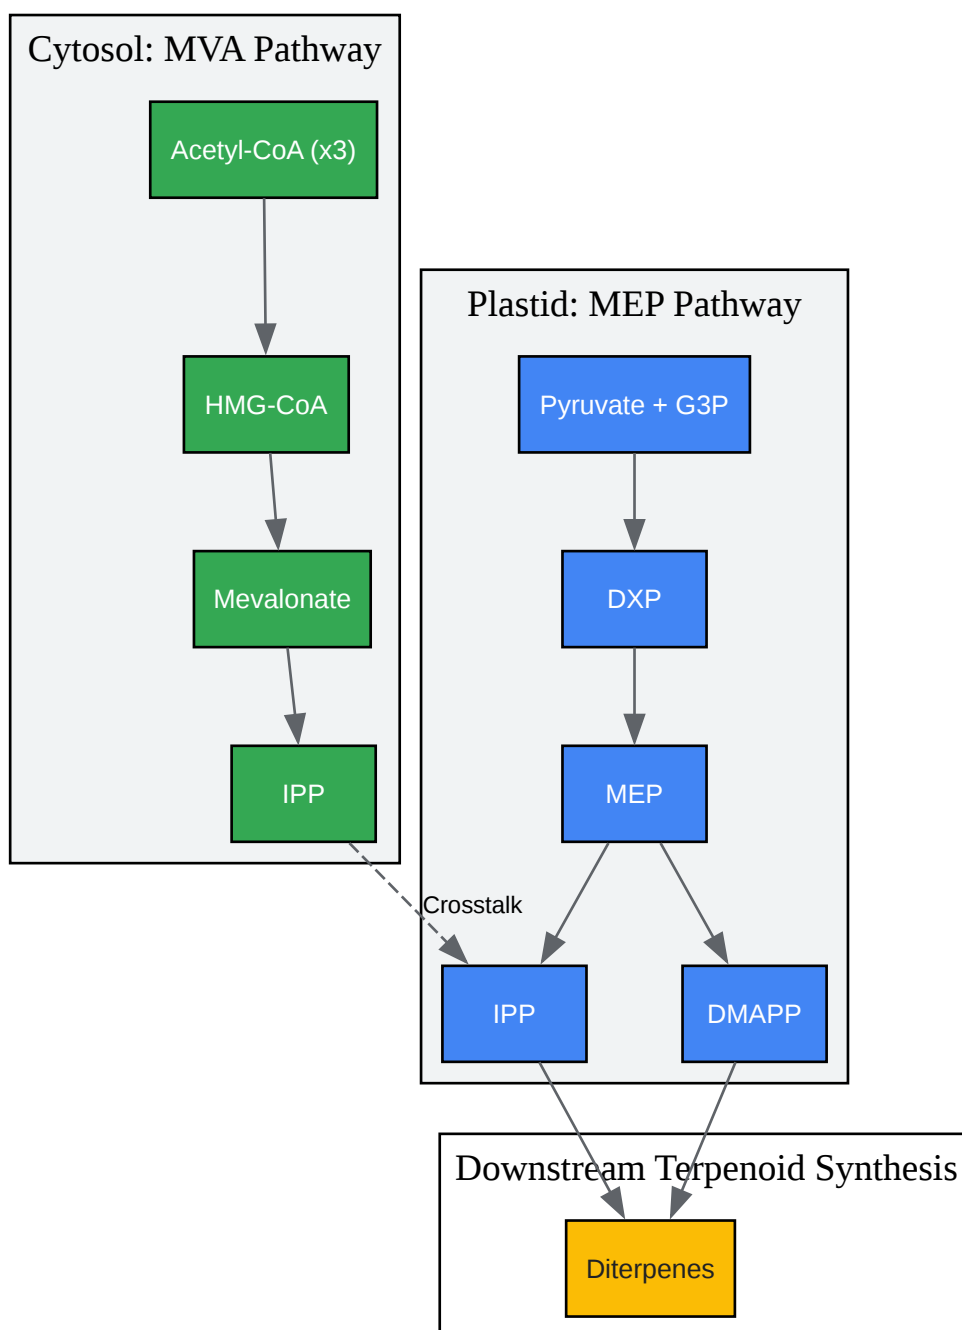 Cytosol: MVA Pathway
Acetyl-CoA (x3)
HMG-CoA
Mevalonate
IPP
Plastid: MEP Pathway
Pyruvate + G3P
DXP
MEP
Crosstalk
IPP
DMAPP
Downstream Terpenoid Synthesis
Diterpenes